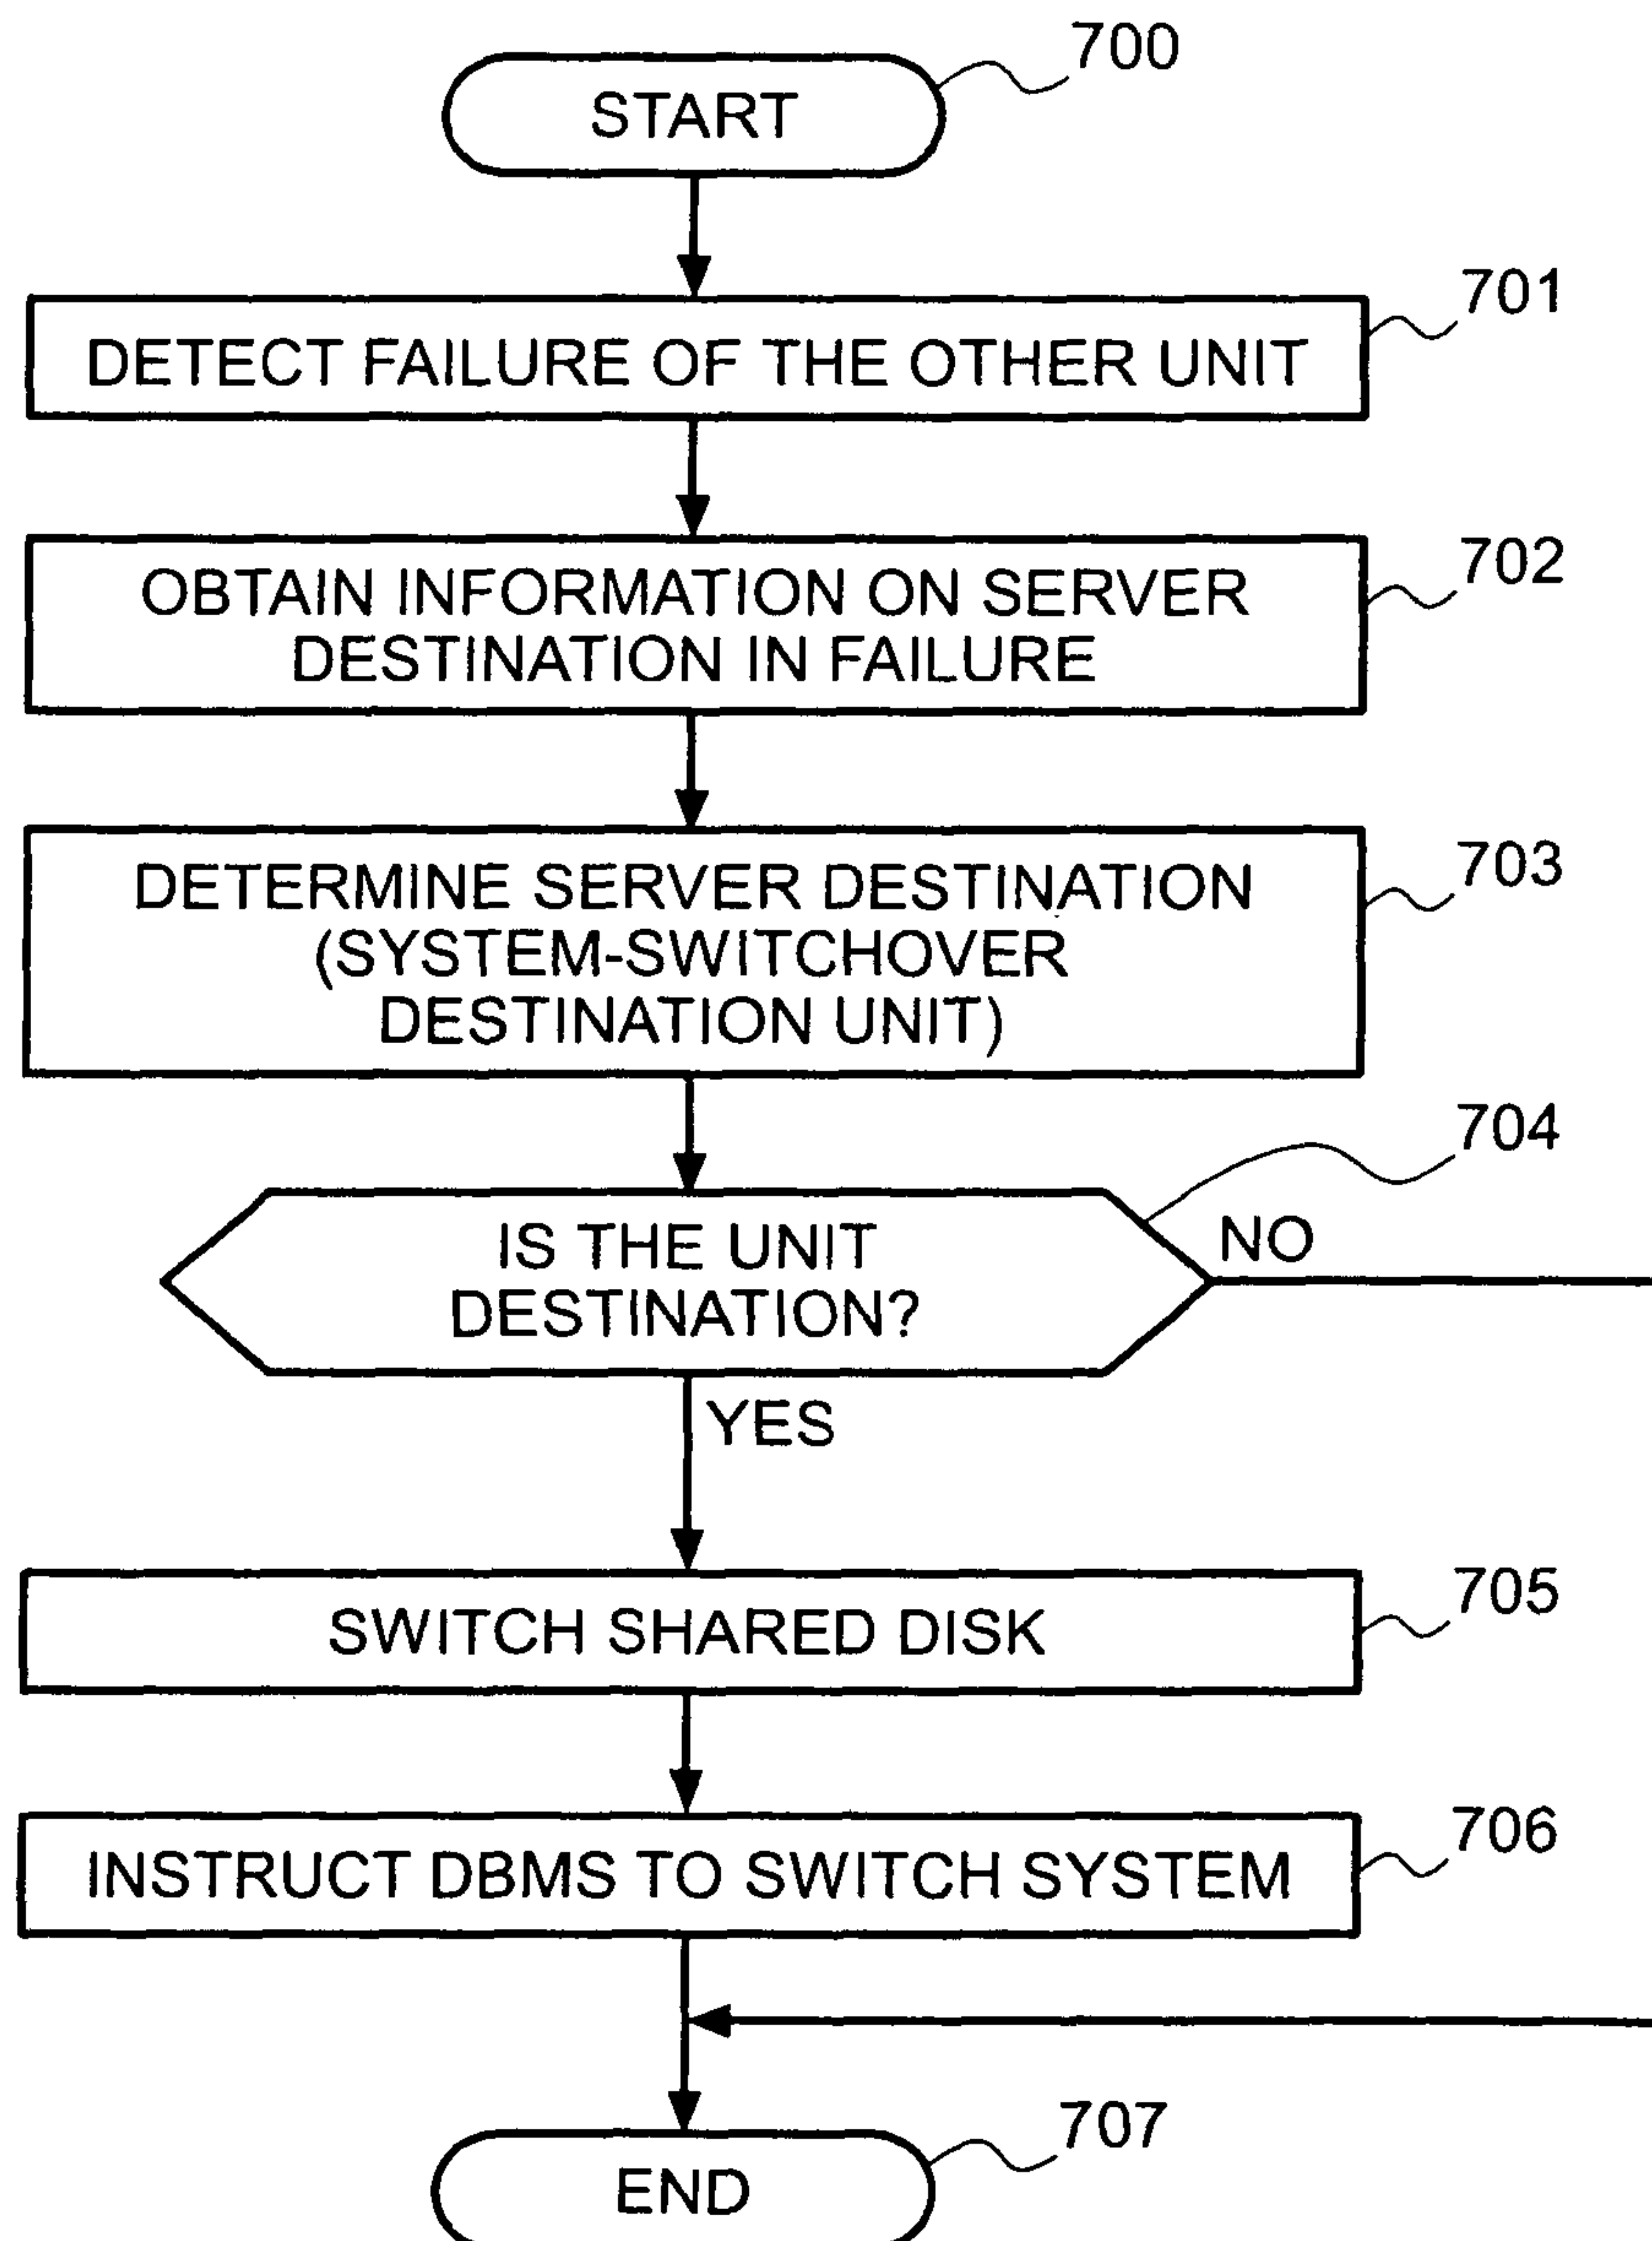 700
START
701
DETECT FAILURE OF THE OTHER UNIT
702
OBTAIN INFORMATION ON SERVER
DESTINATION IN FAILURE
703
DETERMINE SERVER DESTINATION
(SYSTEM-SWITCHOVER
DESTINATION UNIT)
704
IS THE UNIT
DESTINATION?
NO
YES
705
SWITCH SHARED DISK
706
INSTRUCT DBMS TO SWITCH SYSTEM
707
END